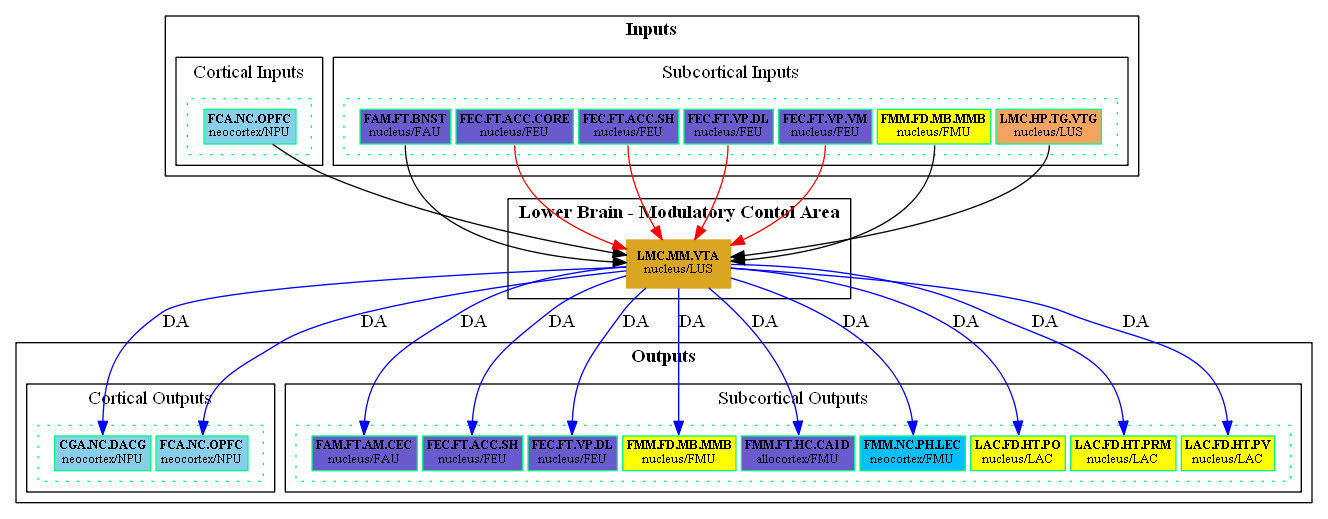 Inputs
Cortical Inputs
Subcortical Inputs
FCA.NC.OPFC
neocortex/NPU
FAM.FT.BNST
nucleus/FAU
FEC.FT.ACC.CORE
nucleus/FEU
FEC.FT.ACC.SH
nucleus/FEU
FEC.FT.VP.DL
nucleus/FEU
FEC.FT.VP.VM
nucleus/FEU
FMM.FD.MB.MMB
nucleus/FMU
LMC.HP.TG.VTG
nucleus/LUS
Lower Brain - Modulatory Contol Area
LMC.MM.VTA
nucleus/LUS
DA
DA
DA
DA
DA
DA
DA
DA
DA
DA
DA
Outputs
Cortical Outputs
Subcortical Outputs
CGA.NC.DACG
neocortex/NPU
FCA.NC.OPFC
neocortex/NPU
FAM.FT.AM.CEC
nucleus/FAU
FEC.FT.ACC.SH
nucleus/FEU
FEC.FT.VP.DL
nucleus/FEU
FMM.FD.MB.MMB
nucleus/FMU
FMM.FT.HC.CA1D
allocortex/FMU
FMM.NC.PH.LEC
neocortex/FMU
LAC.FD.HT.PO
nucleus/LAC
LAC.FD.HT.PRM
nucleus/LAC
LAC.FD.HT.PV
nucleus/LAC